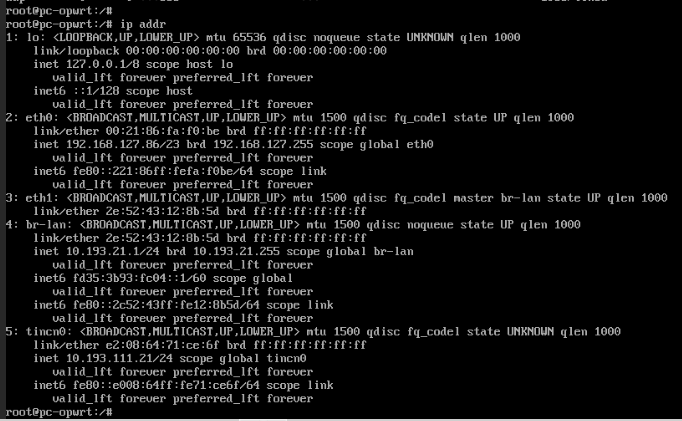 root@pc-opwrt:/#
root@pc-opwrt:/# ip addr
1: lo: <LOOPBACK,UP,LOWER_UP> mtu 65536 qdisc noqueue state UNKNOWN qlen 1000
    link/loopback 00:00:00:00:00:00 brd 00:00:00:00:00:00
    inet 127.0.0.1/8 scope host lo
       valid_lft forever preferred_lft forever
    inet6 ::1/128 scope host
       valid_lft forever preferred_lft forever
2: eth0: <BROADCAST,MULTICAST,UP,LOWER_UP> mtu 1500 qdisc fq_codel state UP qlen 1000
    link/ether 00:21:86:fa:f0:be brd ff:ff:ff:ff:ff:ff
    inet 192.168.127.86/23 brd 192.168.127.255 scope global eth0
       valid_lft forever preferred_lft forever
    inet6 fe80::221:86ff:fefa:f0be/64 scope link
       valid_lft forever preferred_lft forever
3: eth1: <BROADCAST,MULTICAST,UP,LOWER_UP> mtu 1500 qdisc fq_codel master br-lan state UP qlen 1000
    link/ether 2e:52:43:12:8b:5d brd ff:ff:ff:ff:ff:ff
4: br-lan: <BROADCAST,MULTICAST,UP,LOWER_UP> mtu 1500 qdisc noqueue state UP qlen 1000
    link/ether 2e:52:43:12:8b:5d brd ff:ff:ff:ff:ff:ff
    inet 10.193.21.1/24 brd 10.193.21.255 scope global br-lan
       valid_lft forever preferred_lft forever
    inet6 fd35:3b93:fc04::1/60 scope global
       valid_lft forever preferred_lft forever
    inet6 fe80::2c52:43ff:fe12:8b5d/64 scope link
       valid_lft forever preferred_lft forever
5: tincn0: <BROADCAST,MULTICAST,UP,LOWER_UP> mtu 1500 qdisc fq_codel state UNKNOWN qlen 1000
    link/ether e2:08:64:71:ce:6f brd ff:ff:ff:ff:ff:ff
    inet 10.193.111.21/24 scope global tincn0
       valid_lft forever preferred_lft forever
    inet6 fe80::e008:64ff:fe71:ce6f/64 scope link
       valid_lft forever preferred_lft forever
root@pc-opwrt:/#